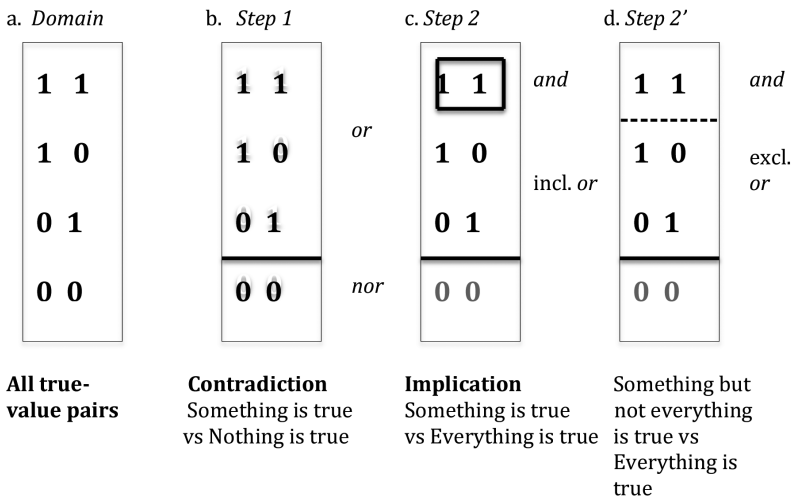 a. Domain
b. Step 1
c. Step 2
d. Step 2’
1 1
1 0
0 1
0 0
1 1
1 0
0 1
0 0
or
nor
1 1
1 0
0 1
0 0
and
incl. or
1 1
1 0
0 1
0 0
and
excl.
or
All true-
value pairs
Contradiction
Something is true
vs Nothing is true
Implication
Something is true
vs Everything is true
Something but
not everything
is true vs
Everything is
true